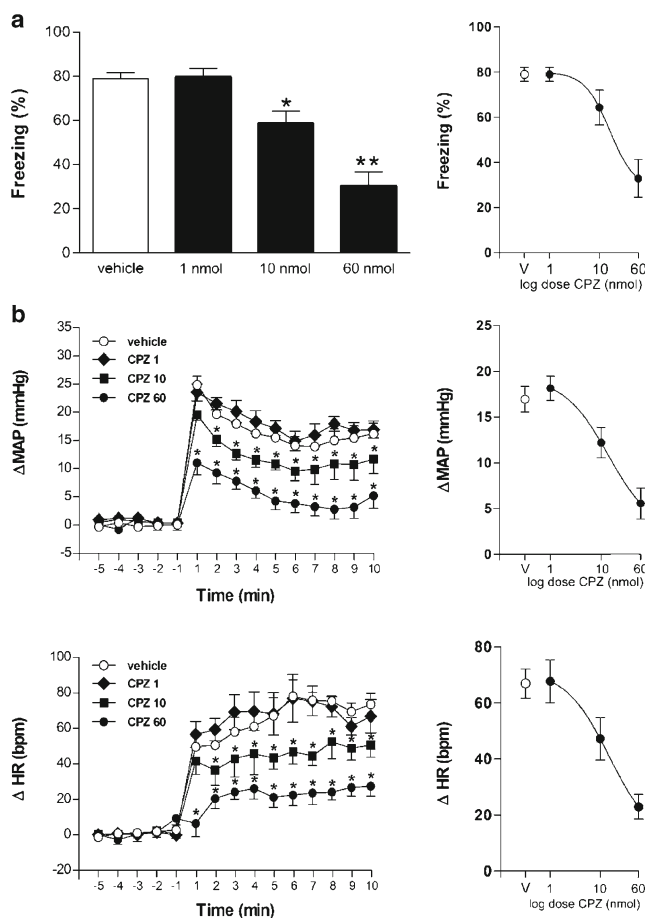 a
Freezing (%)
100
80
60
40
20
0
*
**
vehicle
1 nmol
10 nmol
60 nmol
Freezing (%)
100
80
60
40
20
0
V
1
10
60
log dose CPZ (nmol)
b
ΔMAP (mmHg)
35
30
25
20
15
10
5
0
-5
vehicle
CPZ 1
CPZ 10
CPZ 60
* * * * * * * * *
* * * * * * * * * *
-5 -4 -3 -2 -1 1 2 3 4 5 6 7 8 9 10
Time (min)
ΔMAP (mmHg)
25
20
15
10
5
0
V
1
10
60
log dose CPZ (nmol)
Δ HR (bpm)
100
80
60
40
20
0
-20
vehicle
CPZ 1
CPZ 10
CPZ 60
* * * * * * * * *
* * * * * * * * * *
-5 -4 -3 -2 -1 1 2 3 4 5 6 7 8 9 10
Time (min)
Δ HR (bpm)
80
60
40
20
0
V
1
10
60
log dose CPZ (nmol)